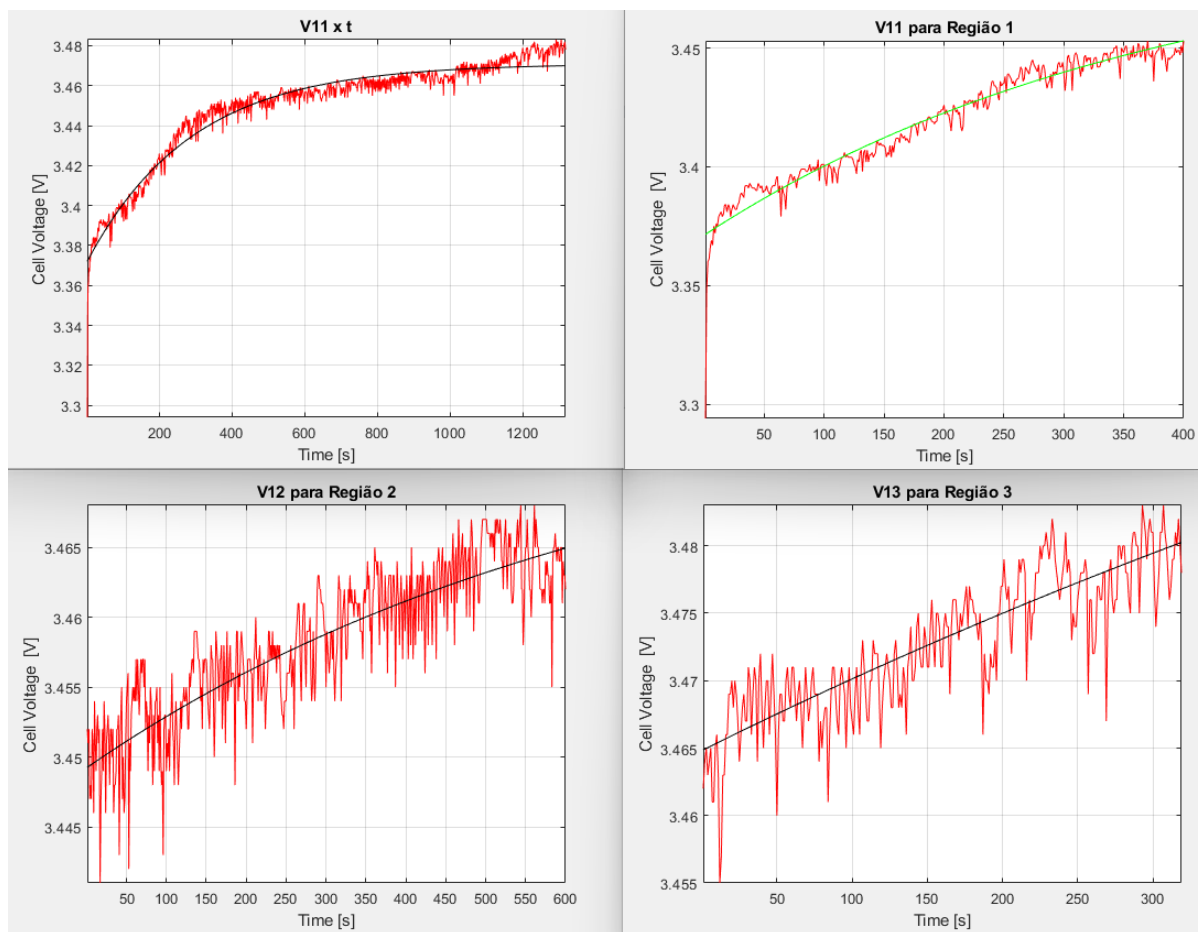 V11 x t
3.48
3.46
3.44
3.42
3.4
3.38
3.36
3.34
3.32
3.3
Cell Voltage [V]
200 400 600 800 1000 1200
Time [s]
V11 para Região 1
3.45
3.4
3.35
3.3
Cell Voltage [V]
50 100 150 200 250 300 350 400
Time [s]
V12 para Região 2
3.465
3.46
3.455
3.45
3.445
Cell Voltage [V]
50 100 150 200 250 300 350 400 450 500 550 600
Time [s]
V13 para Região 3
3.48
3.475
3.47
3.465
3.46
3.455
Cell Voltage [V]
50 100 150 200 250 300
Time [s]